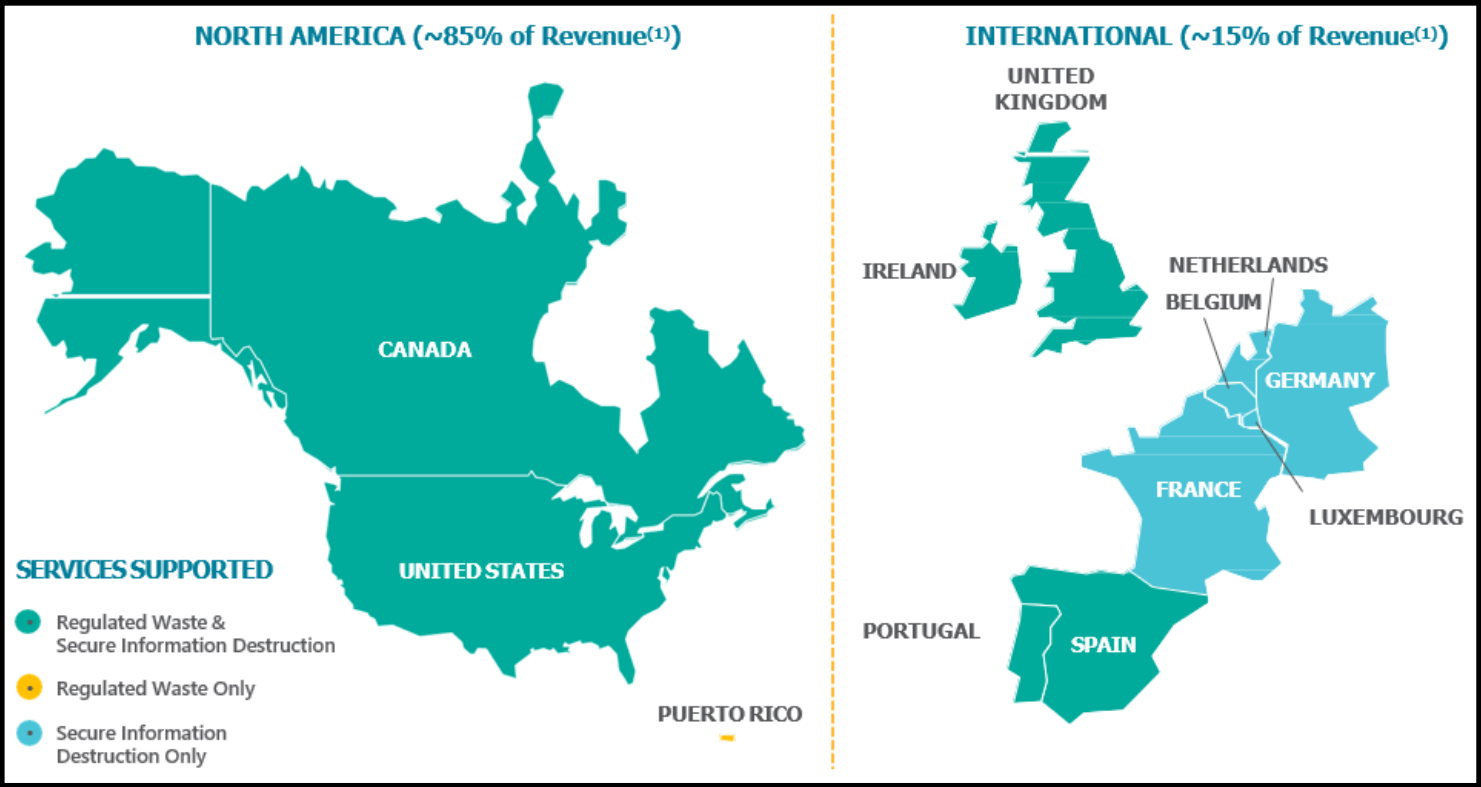 NORTH AMERICA (~85% of Revenue(1))
CANADA
UNITED STATES
PUERTO RICO
SERVICES SUPPORTED
Regulated Waste &
Secure Information Destruction
Regulated Waste Only
Secure Information
Destruction Only
INTERNATIONAL (~15% of Revenue(1))
UNITED
KINGDOM
IRELAND
NETHERLANDS
BELGIUM
GERMANY
FRANCE
LUXEMBOURG
PORTUGAL
SPAIN